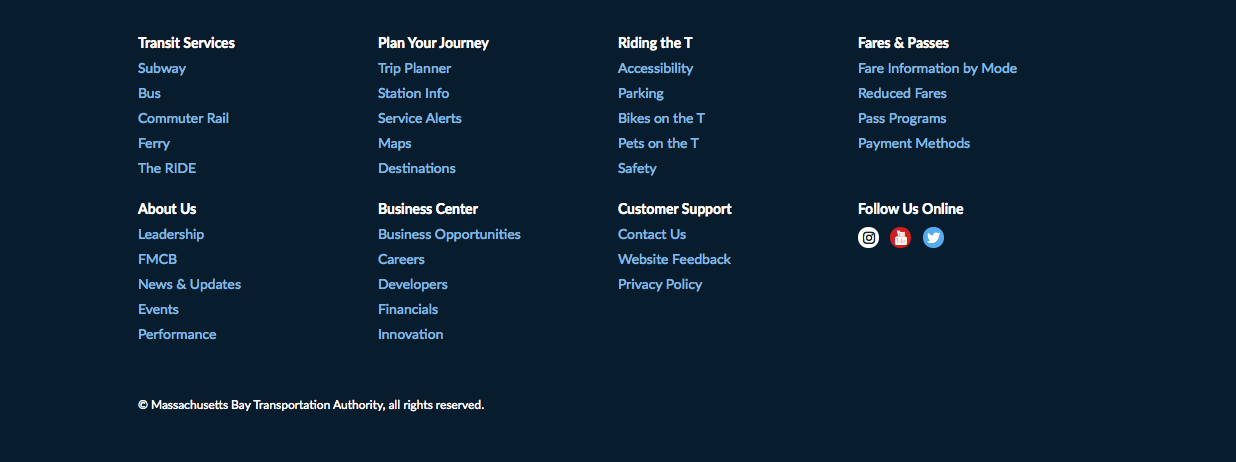 Transit Services
Subway
Bus
Commuter Rail
Ferry
The RIDE
Plan Your Journey
Trip Planner
Station Info
Service Alerts
Maps
Destinations
Riding the T
Accessibility
Parking
Bikes on the T
Pets on the T
Safety
Fares & Passes
Fare Information by Mode
Reduced Fares
Pass Programs
Payment Methods
About Us
Leadership
FMCB
News & Updates
Events
Performance
Business Center
Business Opportunities
Careers
Developers
Financials
Innovation
Customer Support
Contact Us
Website Feedback
Privacy Policy
Follow Us Online
© Massachusetts Bay Transportation Authority, all rights reserved.